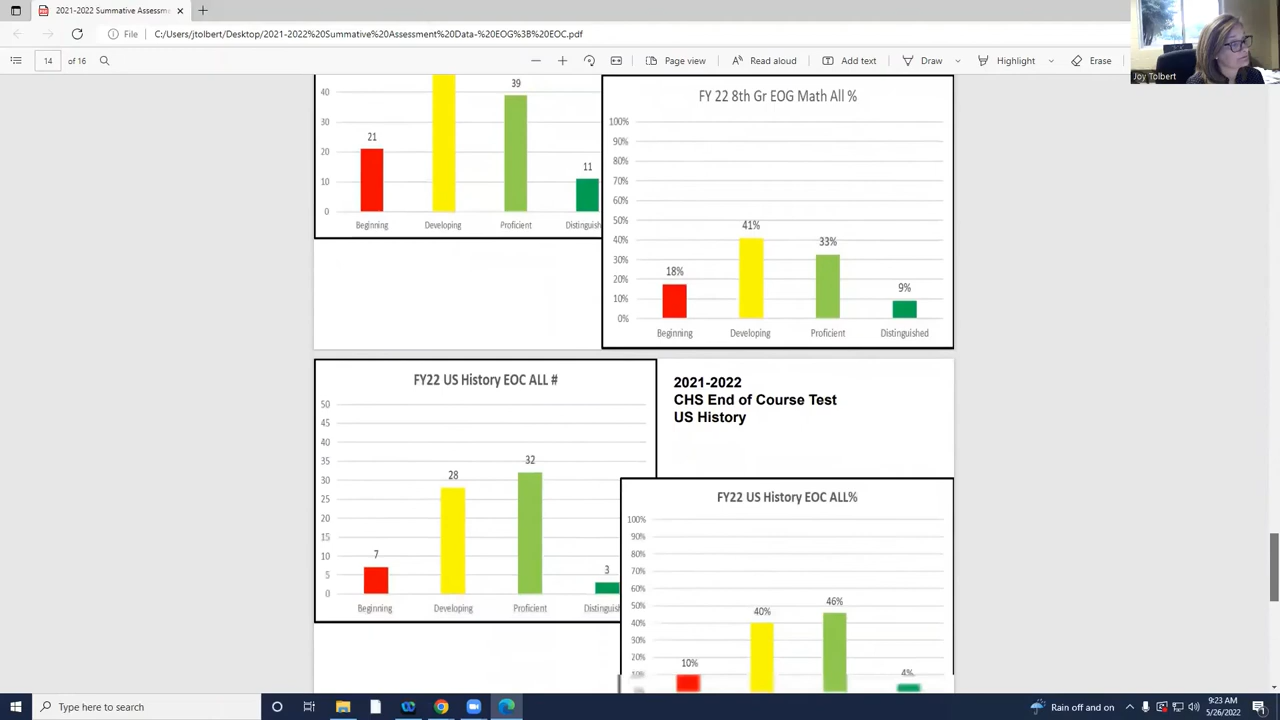 2021-2022 Summative Assessm
File
C:/Users/jtolbert/Desktop/2021-2022%20Summative%20Assessment%20Data-%20EOG%3B%20EOC.pdf
14 of 16
Page view
Read aloud
Add text
Draw
Highlight
Erase
Joy Tolbert
40
30
20
10
0
21
39
11
Beginning
Developing
Proficient
Distinguish
FY 22 8th Gr EOG Math All %
100%
90%
80%
70%
60%
50%
40%
30%
20%
10%
0%
18%
41%
33%
9%
Beginning
Developing
Proficient
Distinguished
FY22 US History EOC ALL #
50
45
40
35
30
25
20
15
10
5
0
7
28
32
3
Beginning
Developing
Proficient
Distinguish
2021-2022
CHS End of Course Test
US History
FY22 US History EOC ALL%
100%
90%
80%
70%
60%
50%
40%
30%
20%
10%
10%
40%
46%
4%
Type here to search
Rain off and on
9:23 AM
5/26/2022